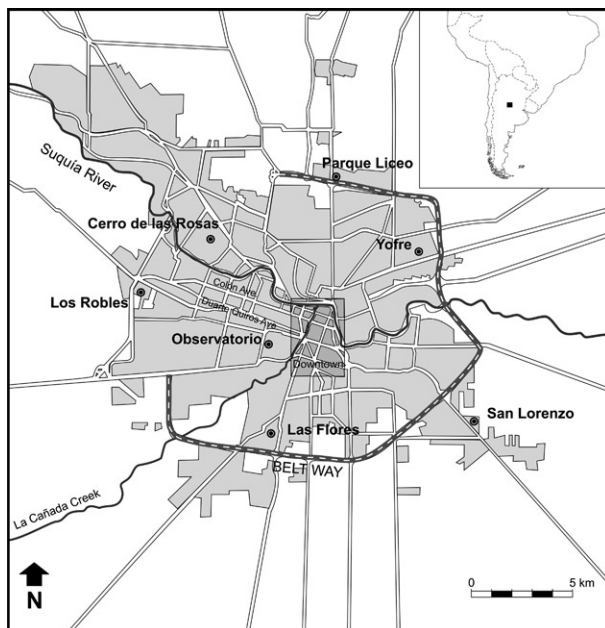 Parque Liceo
Suquía River
Cerro de las Rosas
Yofre
Colón Ave.
Los Robles
Duarte Quiros Ave.
Observatorio
Downtown
San Lorenzo
Las Flores
BELT WAY
La Cañada Creek
N
0 5 km